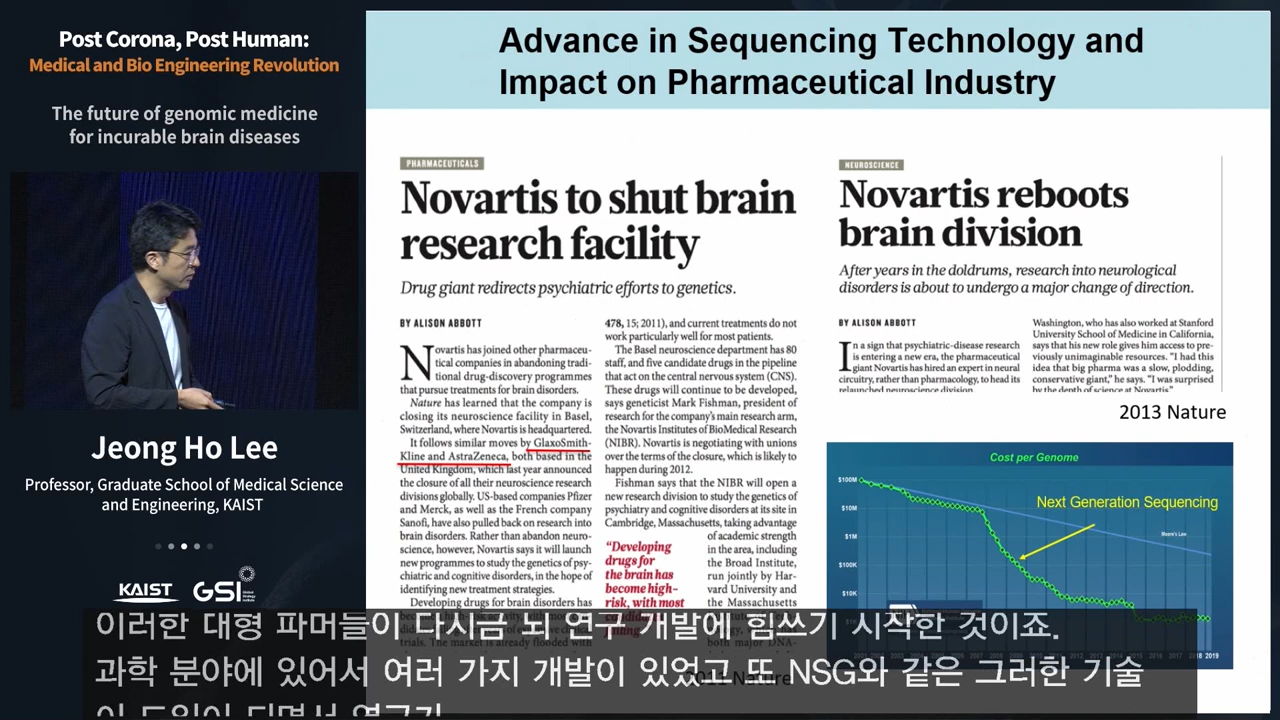 Post Corona, Post Human:
Medical and Bio Engineering Revolution
The future of genomic medicine
for incurable brain diseases
Jeong Ho Lee
Professor, Graduate School of Medical Science
and Engineering, KAIST
KAIST GSI
Advance in Sequencing Technology and
Impact on Pharmaceutical Industry
PHARMACEUTICALS
Novartis to shut brain
research facility
Drug giant redirects psychiatric efforts to genetics.
BY ALISON ABBOTT
Novartis has joined other pharmaceu-
tical companies in abandoning tradi-
tional drug-discovery programmes
that pursue treatments for brain disorders.
Nature has learned that the company is
closing its neuroscience facility in Basel,
Switzerland, where Novartis is headquartered.
It follows similar moves by GlaxoSmith-
Kline and AstraZeneca, both based in the
United Kingdom, which last year announced
the closure of all their neuroscience research
divisions globally. US-based companies Pfizer
and Merck, as well as the French company
Sanofi, have also pulled back on research into
brain disorders. Rather than abandon neuro-
science, however, Novartis says it will launch
new programmes to study the genetics of psy-
chiatric and cognitive disorders, in the hope of
identifying new treatment strategies.
Developing drugs for brain disorders has
478, 15; 2011), and current treatments do not
work particularly well for most patients.
The Basel neuroscience department has 80
staff, and five candidate drugs in the pipeline
that act on the central nervous system (CNS).
These drugs will continue to be developed,
says geneticist Mark Fishman, president of
research for the company's main research arm,
the Novartis Institutes of BioMedical Research
(NIBR). Novartis is negotiating with unions
over the terms of the closure, which is likely to
happen during 2012.
Fishman says that the NIBR will open a
new research division to study the genetics of
psychiatric and cognitive disorders at its site in
Cambridge, Massachusetts, taking advantage
of academic strength
in the area, including
the Broad Institute,
run jointly by Har-
vard University and
the Massachusetts
"Developing
drugs for
the brain has
become high-
risk, with most
NEUROSCIENCE
Novartis reboots
brain division
After years in the doldrums, research into neurological
disorders is about to undergo a major change of direction.
BY ALISON ABBOTT
In a sign that psychiatric-disease research
is entering a new era, the pharmaceutical
giant Novartis has hired an expert in neural
circuitry, rather than pharmacology, to head its
relaunched neuroscience division
Washington, who has also worked at Stanford
University School of Medicine in California,
says that his new role gives him access to pre-
viously unimaginable resources. "I had this
idea that big pharma was a slow, plodding,
conservative giant," he says. "I was surprised
by the depth of science at Novartis"
2013 Nature
Cost per Genome
$100M
$10M
$1M
$100K
$10K
Next Generation Sequencing
Moore's Law
2018 2019
이러한 대형 파머들이 다시금 뇌 연구 개발에 힘쓰기 시작한 것이죠.
과학 분야에 있어서 여러 가지 개발이 있었고 또 NSG와 같은 그러한 기술